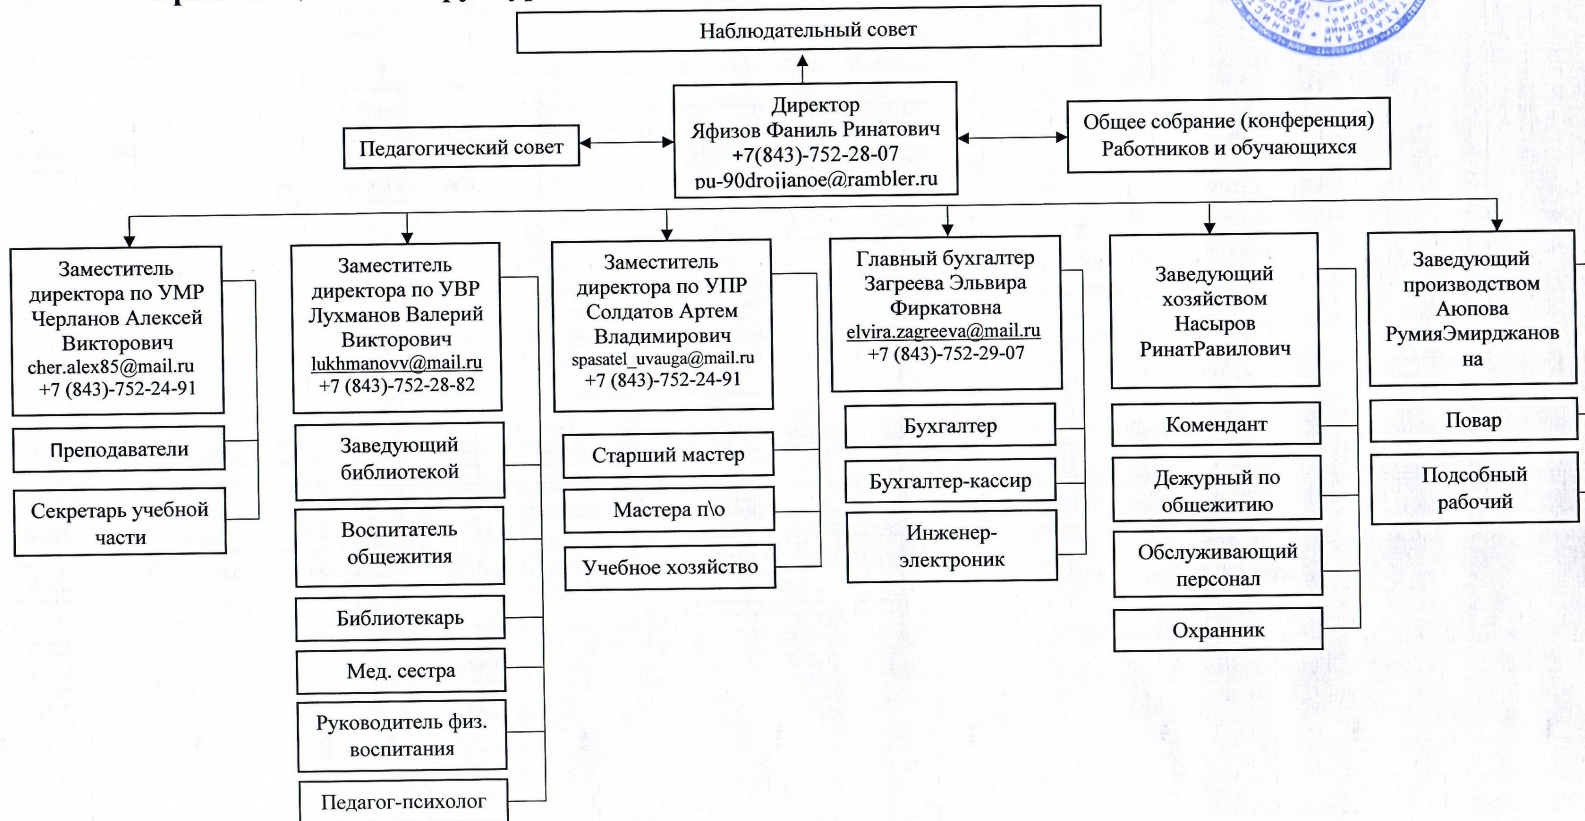 Наблюдательный совет
Директор
Яфизов Фаниль Ринатович
+7(843)-752-28-07
pu-90drojjanoe@rambler.ru
Педагогический совет
Общее собрание (конференция)
Работников и обучающихся
Заместитель
директора по УМР
Черланов Алексей
Викторович
cher.alex85@mail.ru
+7 (843)-752-24-91
Преподаватели
Секретарь учебной
части
Заместитель
директора по УВР
Лухманов Валерий
Викторович
lukhmanovv@mail.ru
+7 (843)-752-28-82
Заведующий
библиотекой
Воспитатель
общежития
Библиотекарь
Мед. сестра
Руководитель физ.
воспитания
Педагог-психолог
Заместитель
директора по УПР
Солдатов Артем
Владимирович
spasatel_uvauga@mail.ru
+7 (843)-752-24-91
Старший мастер
Мастера п\о
Учебное хозяйство
Главный бухгалтер
Загреева Эльвира
Фиркатовна
elvira.zagreeva@mail.ru
+7 (843)-752-29-07
Бухгалтер
Бухгалтер-кассир
Инженер-
электроник
Заведующий
хозяйством
Насыров
РинатРавилович
Комендант
Дежурный по
общежитию
Обслуживающий
персонал
Охранник
Заведующий
производством
Аюпова
РумияЭмирджанов
на
Повар
Подсобный
рабочий